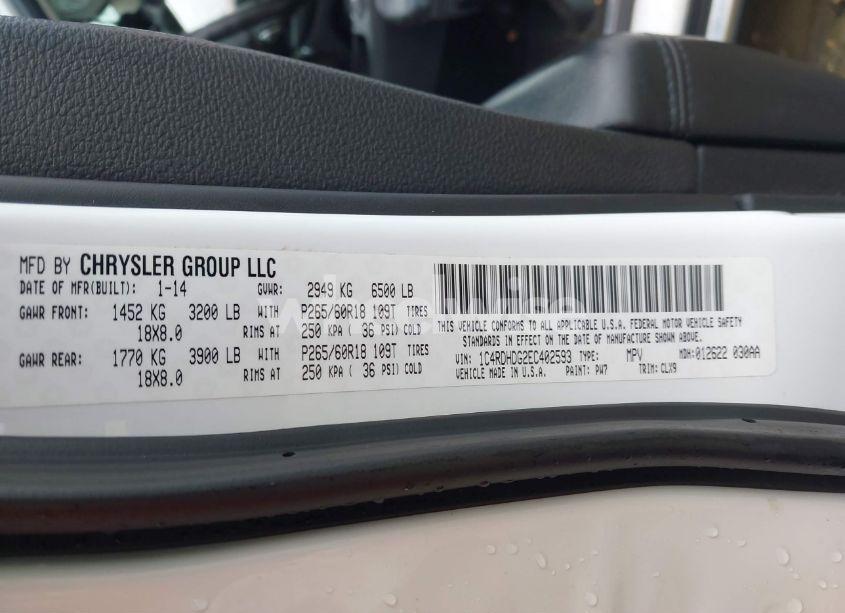 MFD BY CHRYSLER GROUP LLC
DATE OF MFR(BUILT): 1-14 GVWR: 2949 KG 6500 LB
GAWR FRONT: 1452 KG 3200 LB WITH P265/60R18 109T TIRES
18X8.0 RIMS AT 250 KPA ( 36 PSI) COLD
GAWR REAR: 1770 KG 3900 LB WITH P265/60R18 109T TIRES
18X8.0 RIMS AT 250 KPA ( 36 PSI) COLD
THIS VEHICLE CONFORMS TO ALL APPLICABLE U.S.A. FEDERAL MOTOR VEHICLE SAFETY
STANDARDS IN EFFECT ON THE DATE OF MANUFACTURE SHOWN ABOVE.
VIN: 1C4RDHDG2EC402593 TYPE: MPV MDH:012622 030AA
VEHICLE MADE IN U.S.A. PAINT: PW7 TRIM: CLX9